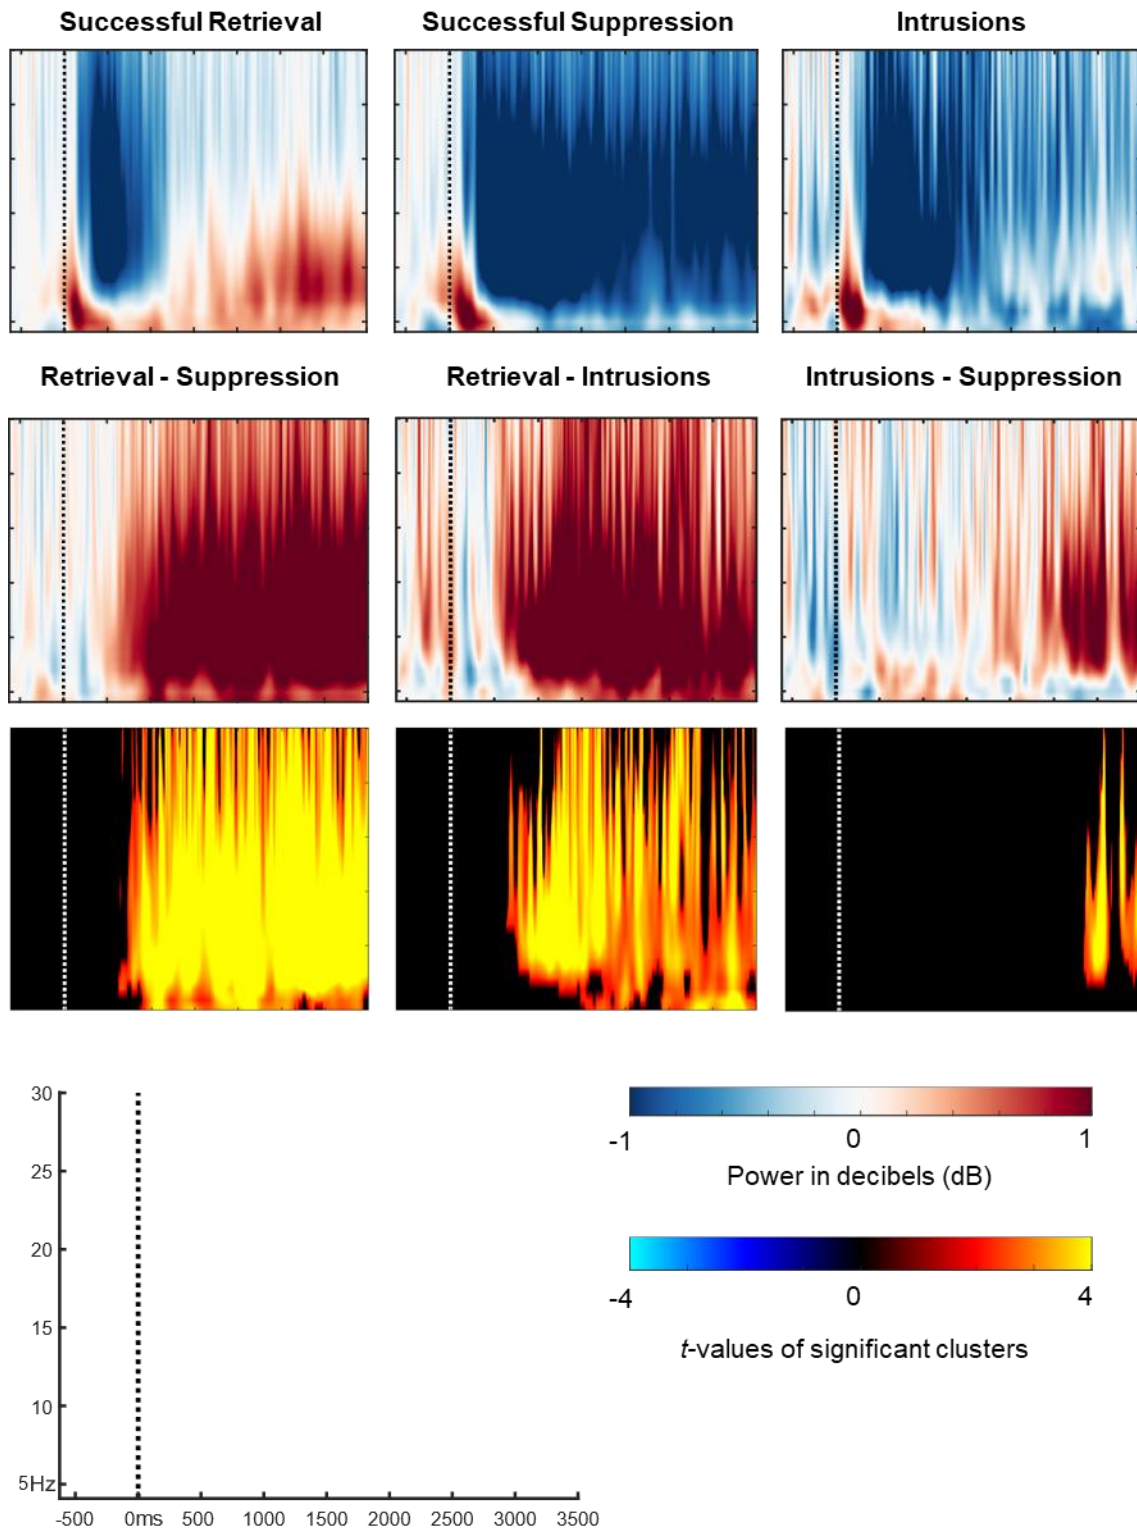 Successful Retrieval
Successful Suppression
Intrusions
Retrieval - Suppression
Retrieval - Intrusions
Intrusions - Suppression
30
25
20
15
10
5Hz
-500 0ms 500 1000 1500 2000 2500 3000 3500
-1 0 1
Power in decibels (dB)
-4 0 4
t-values of significant clusters